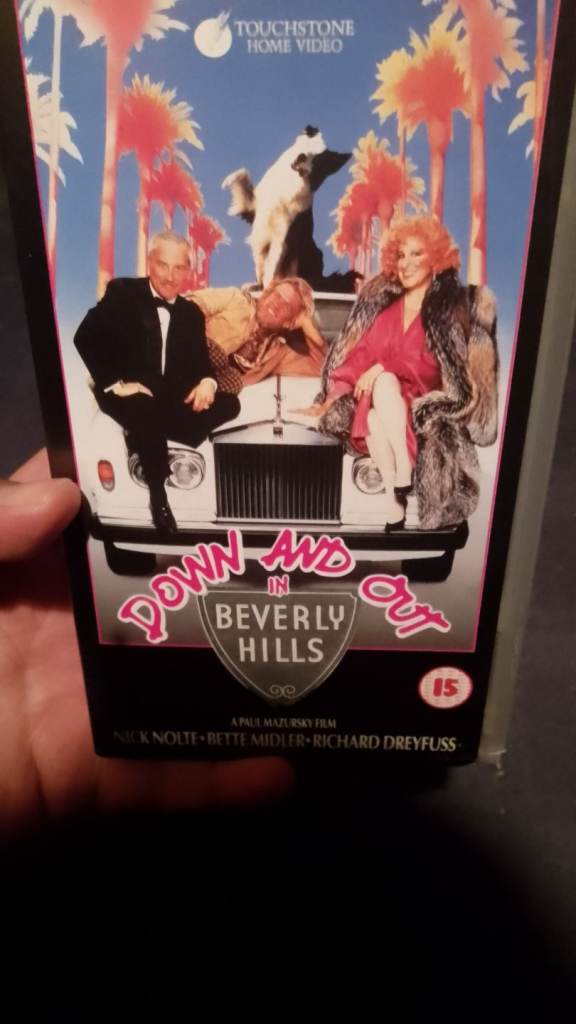 TOUCHSTONE
HOME VIDEO
DOWN AND OUT
IN
BEVERLY
HILLS
15
A PAUL MAZURSKY FILM
NICK NOLTE • BETTE MIDLER • RICHARD DREYFUSS